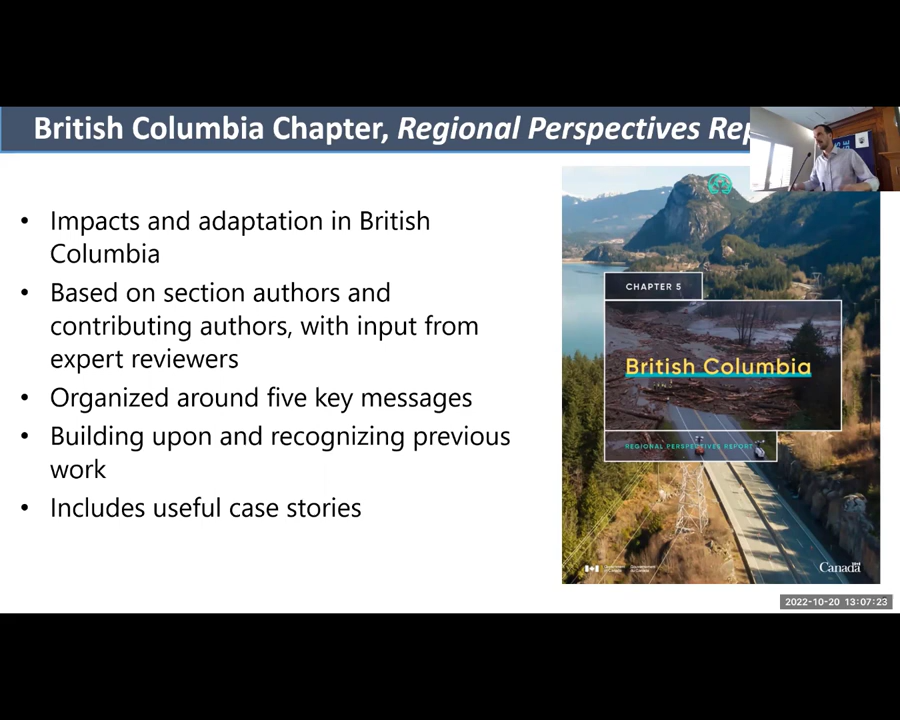 British Columbia Chapter, Regional Perspectives Rep
• Impacts and adaptation in British
Columbia
• Based on section authors and
contributing authors, with input from
expert reviewers
• Organized around five key messages
• Building upon and recognizing previous
work
• Includes useful case stories
CHAPTER 5
British Columbia
REGIONAL PERSPECTIVES REPORT
Canada
2022-10-20 13:07:23